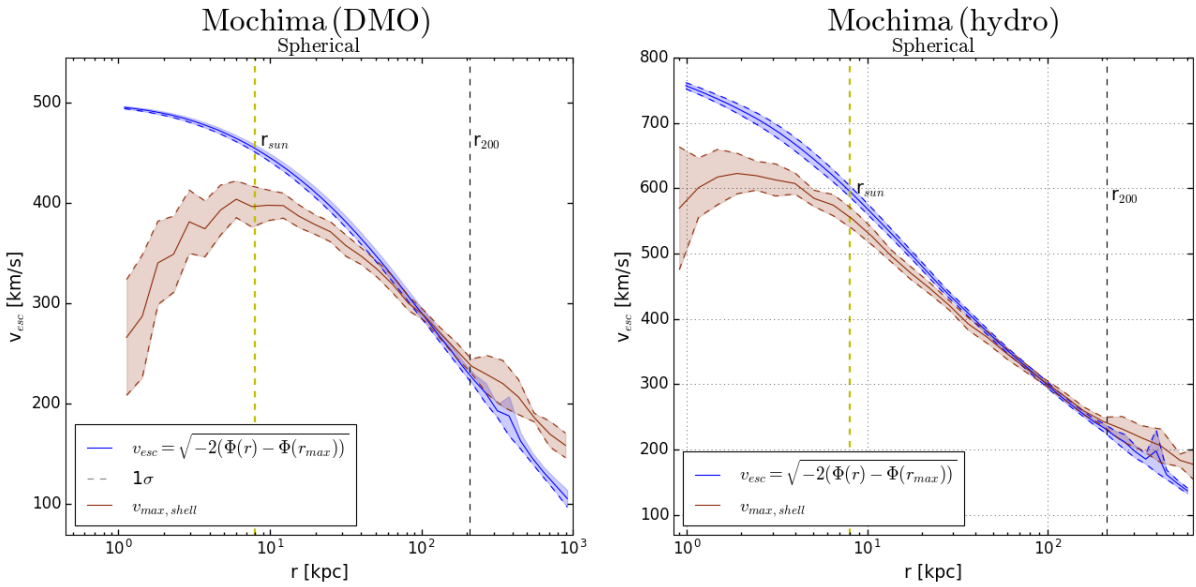 Mochima (DMO)
Spherical
500
400
300
200
100
v_esc [km/s]
r_sun
r_200
v_esc = √−2(Φ(r) − Φ(r_max))
1σ
v_max, shell
10^0
10^1
10^2
10^3
r [kpc]
Mochima (hydro)
Spherical
800
700
600
500
400
300
200
100
v_esc [km/s]
r_sun
r_200
v_esc = √−2(Φ(r) − Φ(r_max))
v_max, shell
10^0
10^1
10^2
r [kpc]